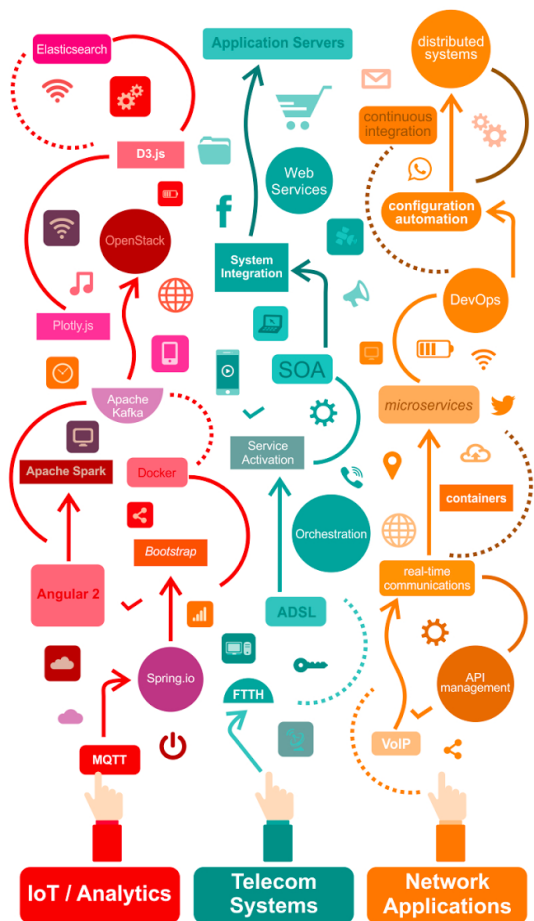 Elasticsearch
D3.js
OpenStack
Plotly.js
Apache
Kafka
Apache Spark
Docker
Bootstrap
Angular 2
Spring.io
MQTT
IoT / Analytics
Application Servers
Web
Services
System
Integration
SOA
Service
Activation
Orchestration
ADSL
FTTH
Telecom
Systems
distributed
systems
continuous
integration
configuration
automation
DevOps
microservices
containers
real-time
communications
API
management
VoIP
Network
Applications